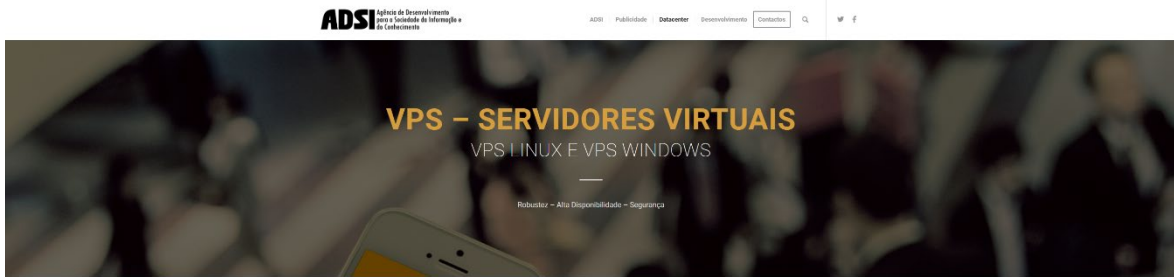 ADSI
Agência de Desenvolvimento
para a Sociedade da Informação e
do Conhecimento
ADSI Publicidade Datacenter Desenvolvimento Contactos
VPS – SERVIDORES VIRTUAIS
VPS LINUX E VPS WINDOWS
Robustez – Alta Disponibilidade – Segurança